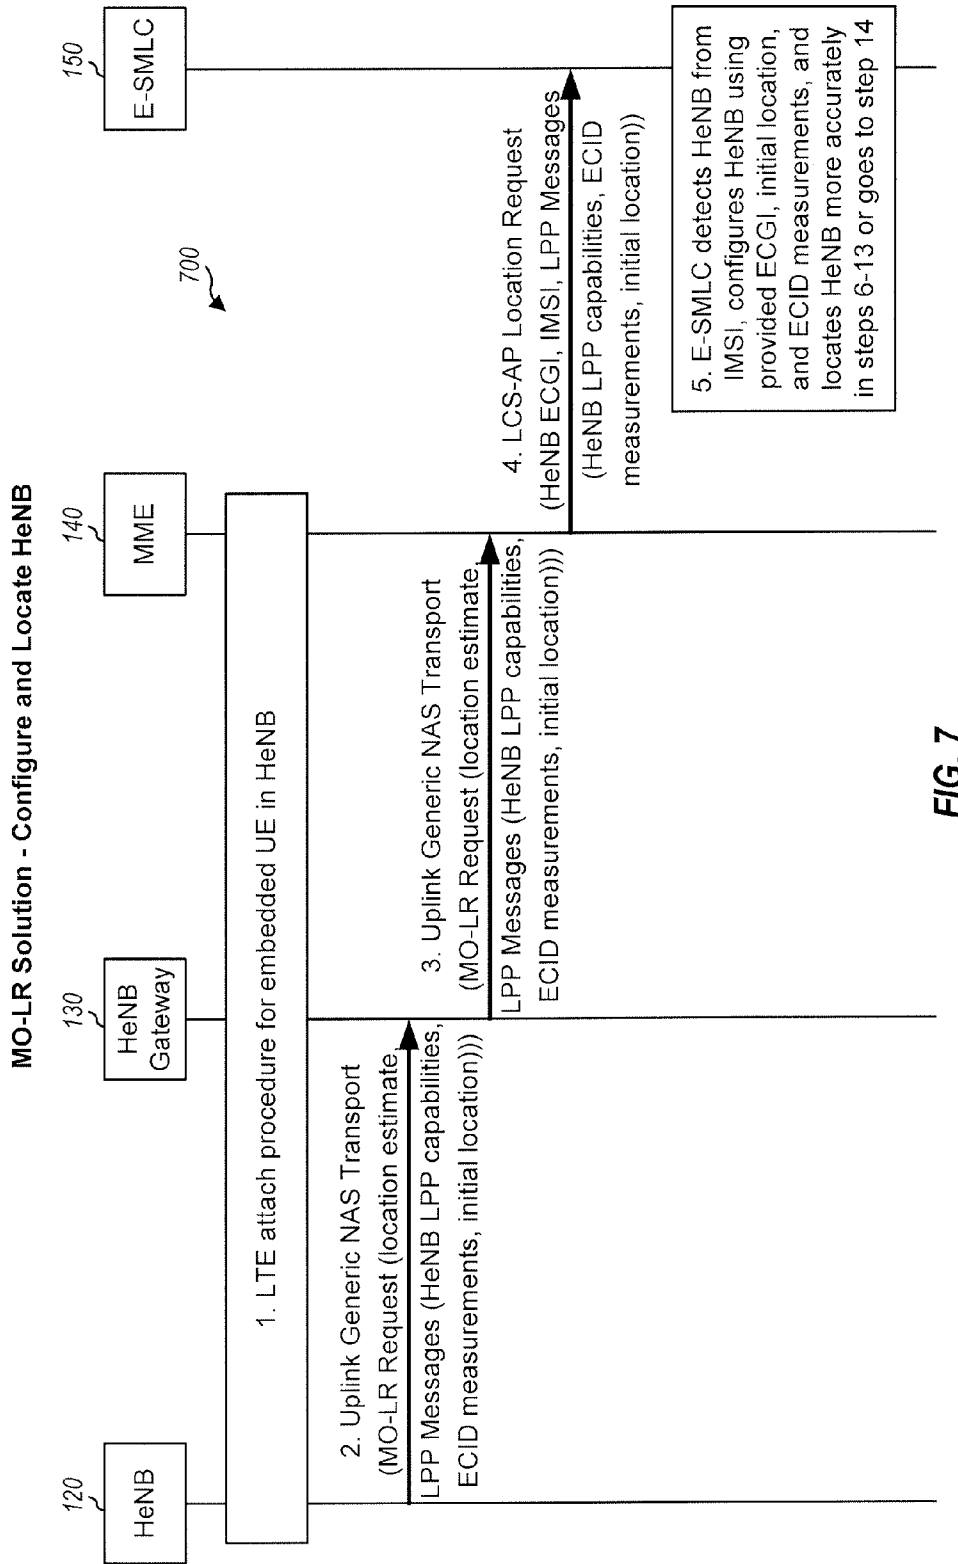 MO-LR Solution - Configure and Locate HeNB
120
HeNB
130
HeNB
Gateway
140
MME
150
E-SMLC
700
1. LTE attach procedure for embedded UE in HeNB
2. Uplink Generic NAS Transport
(MO-LR Request (location estimate,
LPP Messages (HeNB LPP capabilities,
ECID measurements, initial location)))
3. Uplink Generic NAS Transport
(MO-LR Request (location estimate,
LPP Messages (HeNB LPP capabilities,
ECID measurements, initial location)))
4. LCS-AP Location Request
(HeNB ECGI, IMSI, LPP Messages
(HeNB LPP capabilities, ECID
measurements, initial location))
5. E-SMLC detects HeNB from
IMSI, configures HeNB using
provided ECGI, initial location,
and ECID measurements, and
locates HeNB more accurately
in steps 6-13 or goes to step 14
FIG. 7